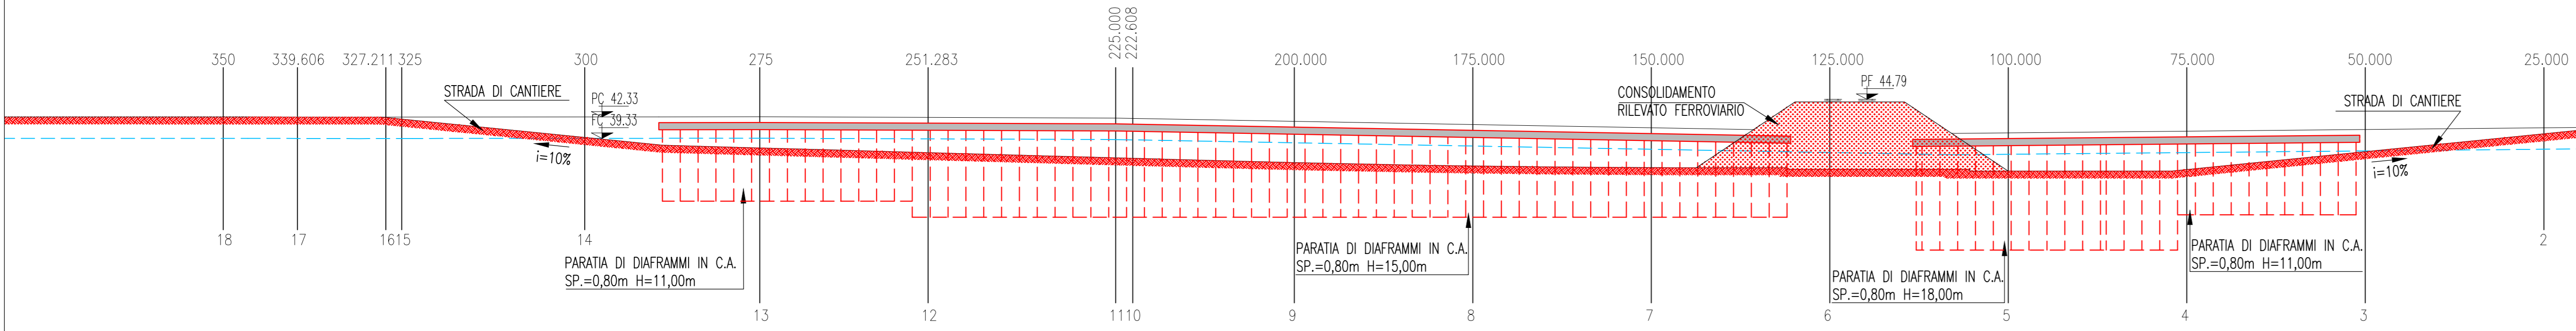 350
339.606
327.211
325
300
275
251.283
225.000
222.608
200.000
175.000
150.000
125.000
100.000
75.000
50.000
25.000
STRADA DI CANTIERE
PC 42.33
FC 39.33
i=10%
CONSOLIDAMENTO
RILEVATO FERROVIARIO
PF 44.79
STRADA DI CANTIERE
i=10%
PARATIA DI DIAFRAMMI IN C.A.
SP.=0,80m H=11,00m
PARATIA DI DIAFRAMMI IN C.A.
SP.=0,80m H=15,00m
PARATIA DI DIAFRAMMI IN C.A.
SP.=0,80m H=18,00m
PARATIA DI DIAFRAMMI IN C.A.
SP.=0,80m H=11,00m
18
17
16
15
14
13
12
11
10
9
8
7
6
5
4
3
2